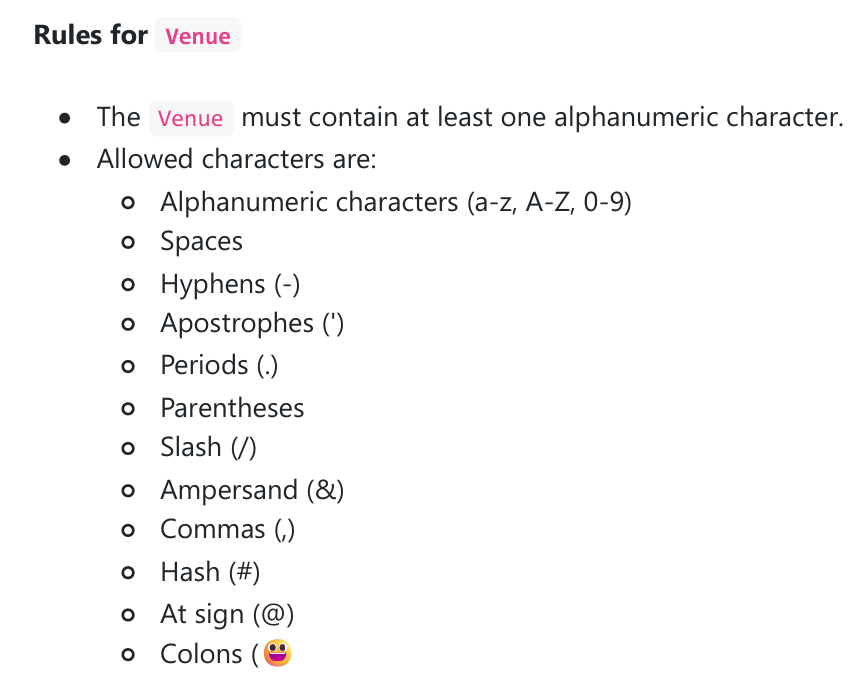 Rules for Venue
The Venue must contain at least one alphanumeric character.
Allowed characters are:
Alphanumeric characters (a-z, A-Z, 0-9)
Spaces
Hyphens (-)
Apostrophes (')
Periods (.)
Parentheses
Slash (/)
Ampersand (&)
Commas (,)
Hash (#)
At sign (@)
Colons (😀